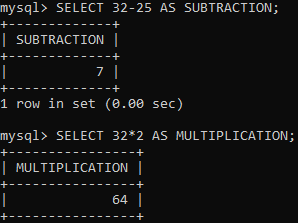 mysql> SELECT 32-25 AS SUBTRACTION;
+-------------+
| SUBTRACTION |
+-------------+
|           7 |
+-------------+
1 row in set (0.00 sec)
mysql> SELECT 32*2 AS MULTIPLICATION;
+----------------+
| MULTIPLICATION |
+----------------+
|             64 |
+----------------+